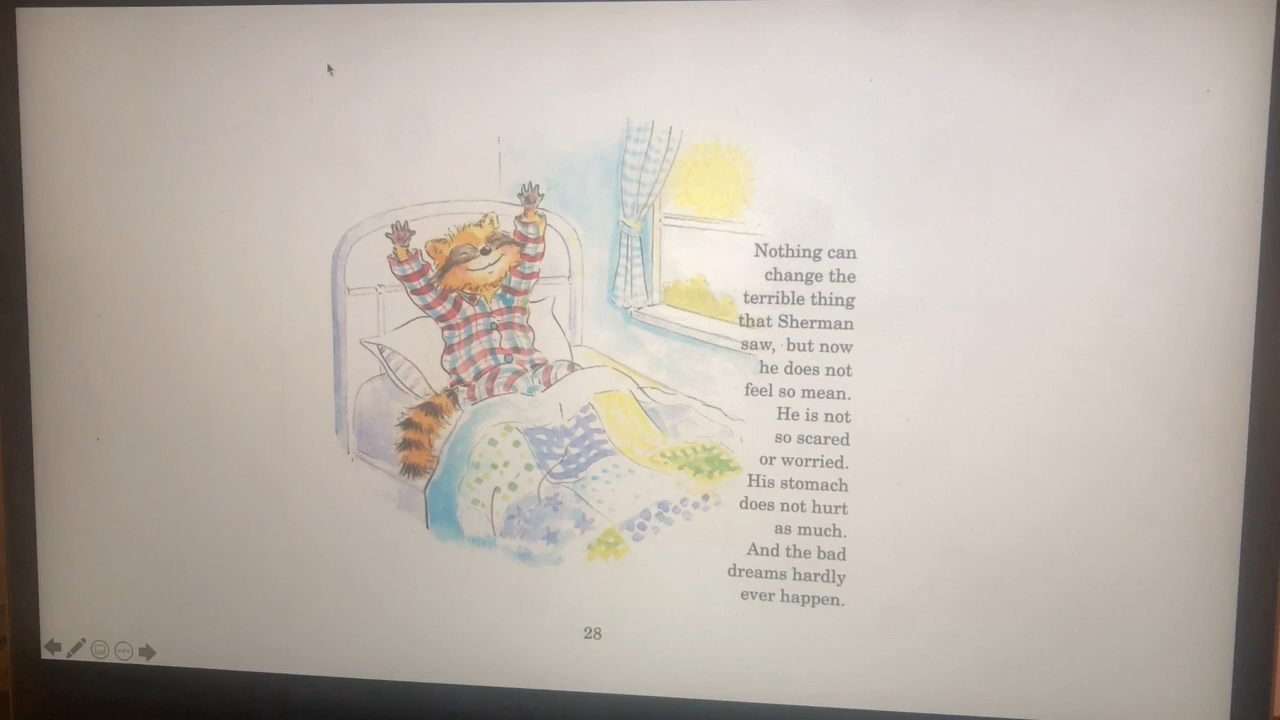 Nothing can
change the
terrible thing
that Sherman
saw, but now
he does not
feel so mean.
He is not
so scared
or worried.
His stomach
does not hurt
as much.
And the bad
dreams hardly
ever happen.
28